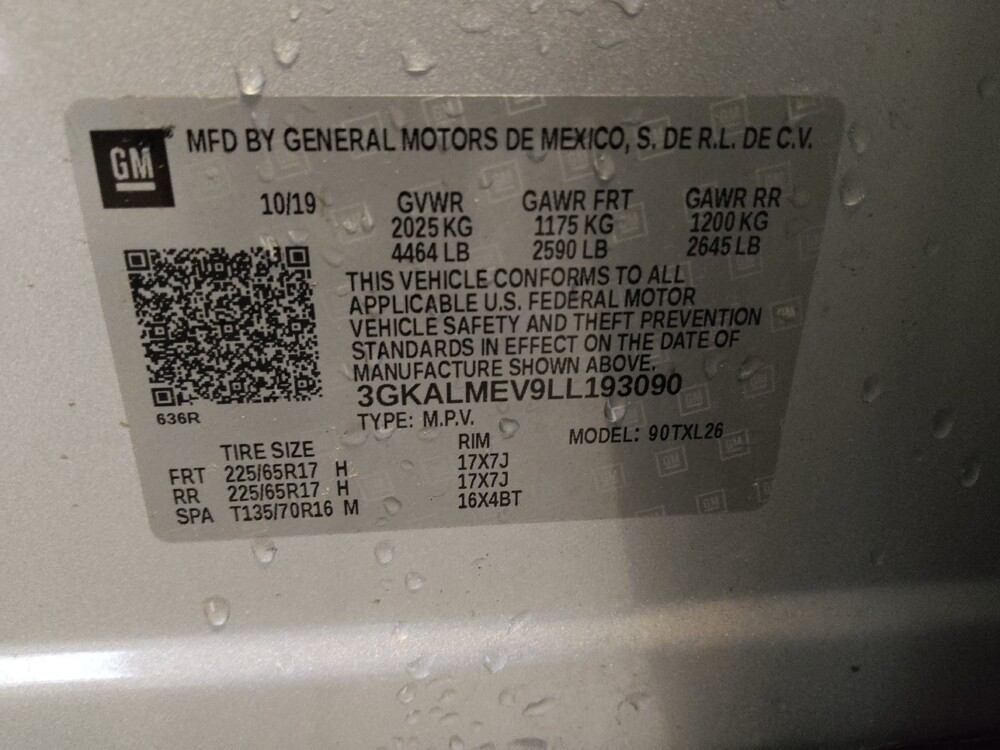 GM
MFD BY GENERAL MOTORS DE MEXICO, S. DE R.L. DE C.V.
10/19 GVWR GAWR FRT GAWR RR
2025 KG 1175 KG 1200 KG
4464 LB 2590 LB 2645 LB
THIS VEHICLE CONFORMS TO ALL
APPLICABLE U.S. FEDERAL MOTOR
VEHICLE SAFETY AND THEFT PREVENTION
STANDARDS IN EFFECT ON THE DATE OF
MANUFACTURE SHOWN ABOVE.
3GKALMEV9LL193090
636R
TYPE: M.P.V. MODEL: 90TXL26
TIRE SIZE RIM
FRT 225/65R17 H 17X7J
RR 225/65R17 H 17X7J
SPA T135/70R16 M 16X4BT